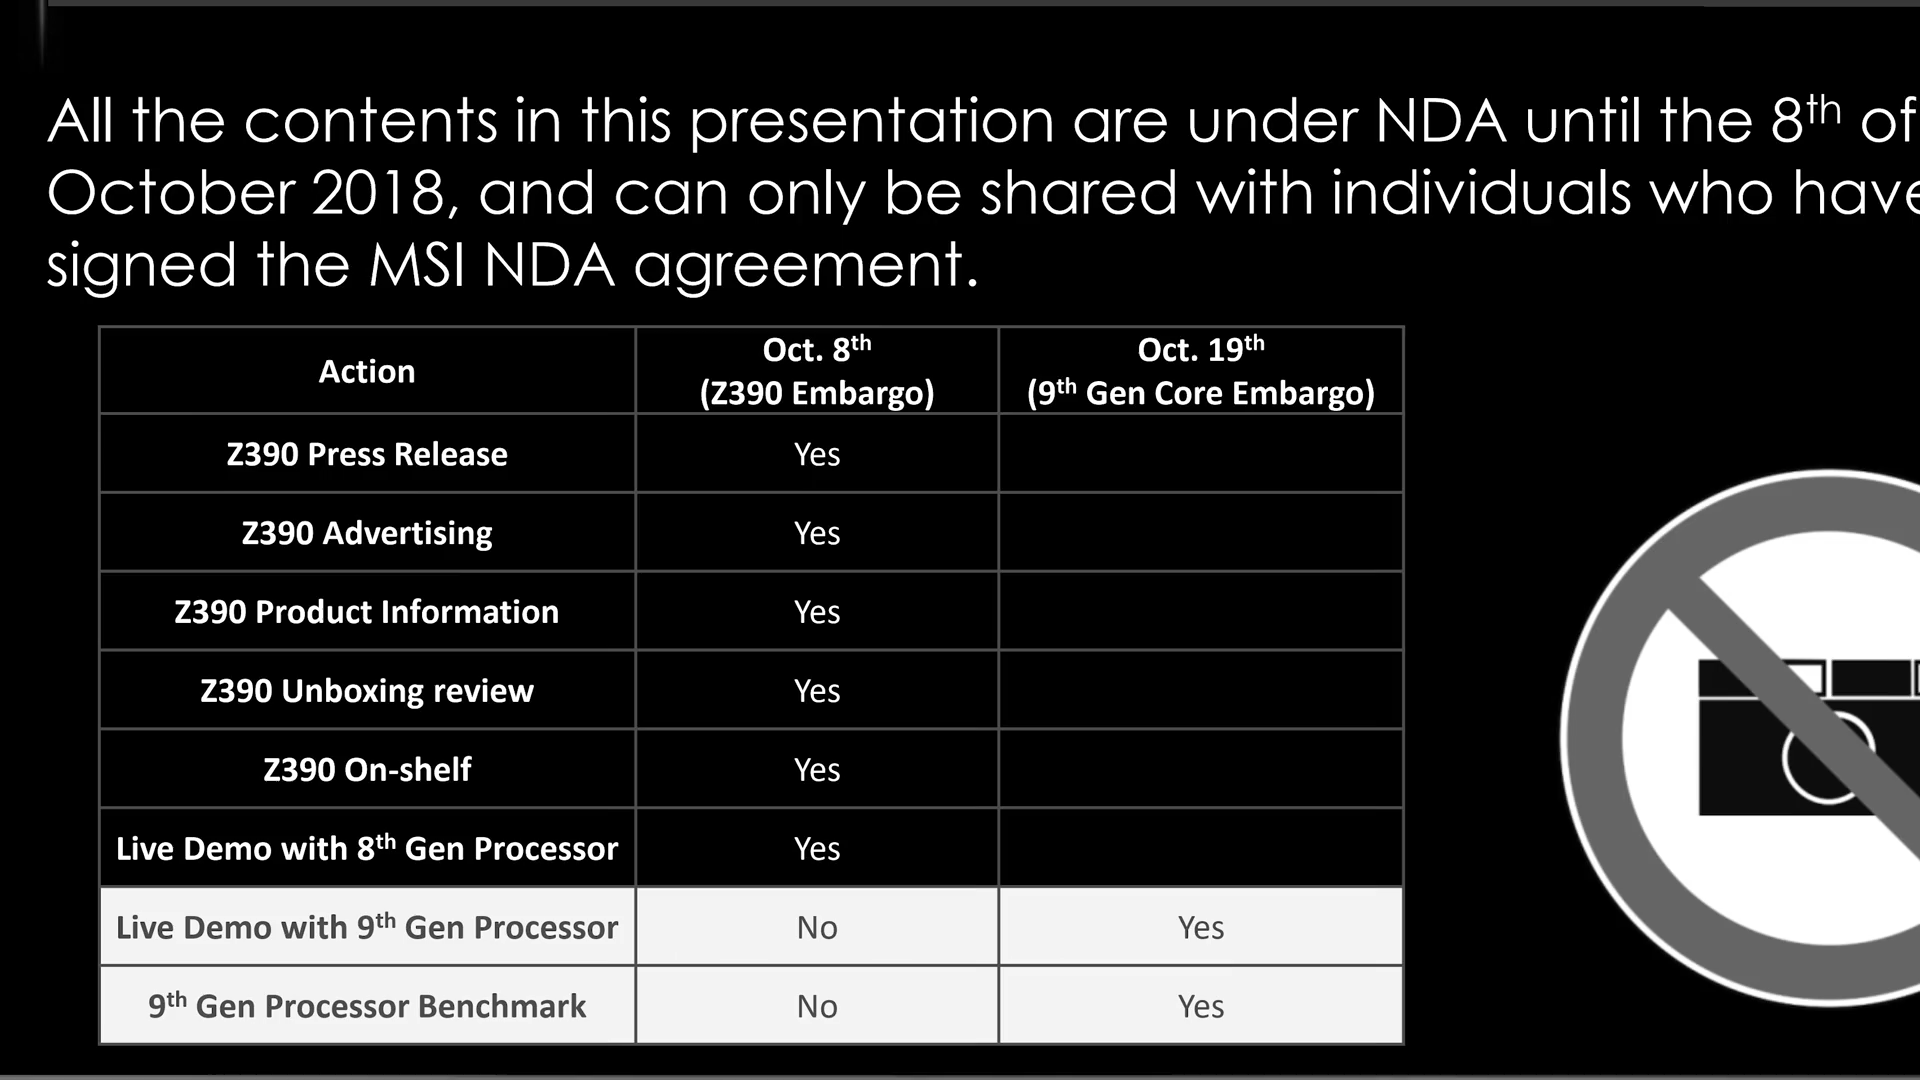 All the contents in this presentation are under NDA until the 8th of
October 2018, and can only be shared with individuals who have
signed the MSI NDA agreement.
Action Oct. 8th (Z390 Embargo) Oct. 19th (9th Gen Core Embargo)
Z390 Press Release Yes
Z390 Advertising Yes
Z390 Product Information Yes
Z390 Unboxing review Yes
Z390 On-shelf Yes
Live Demo with 8th Gen Processor Yes
Live Demo with 9th Gen Processor No Yes
9th Gen Processor Benchmark No Yes